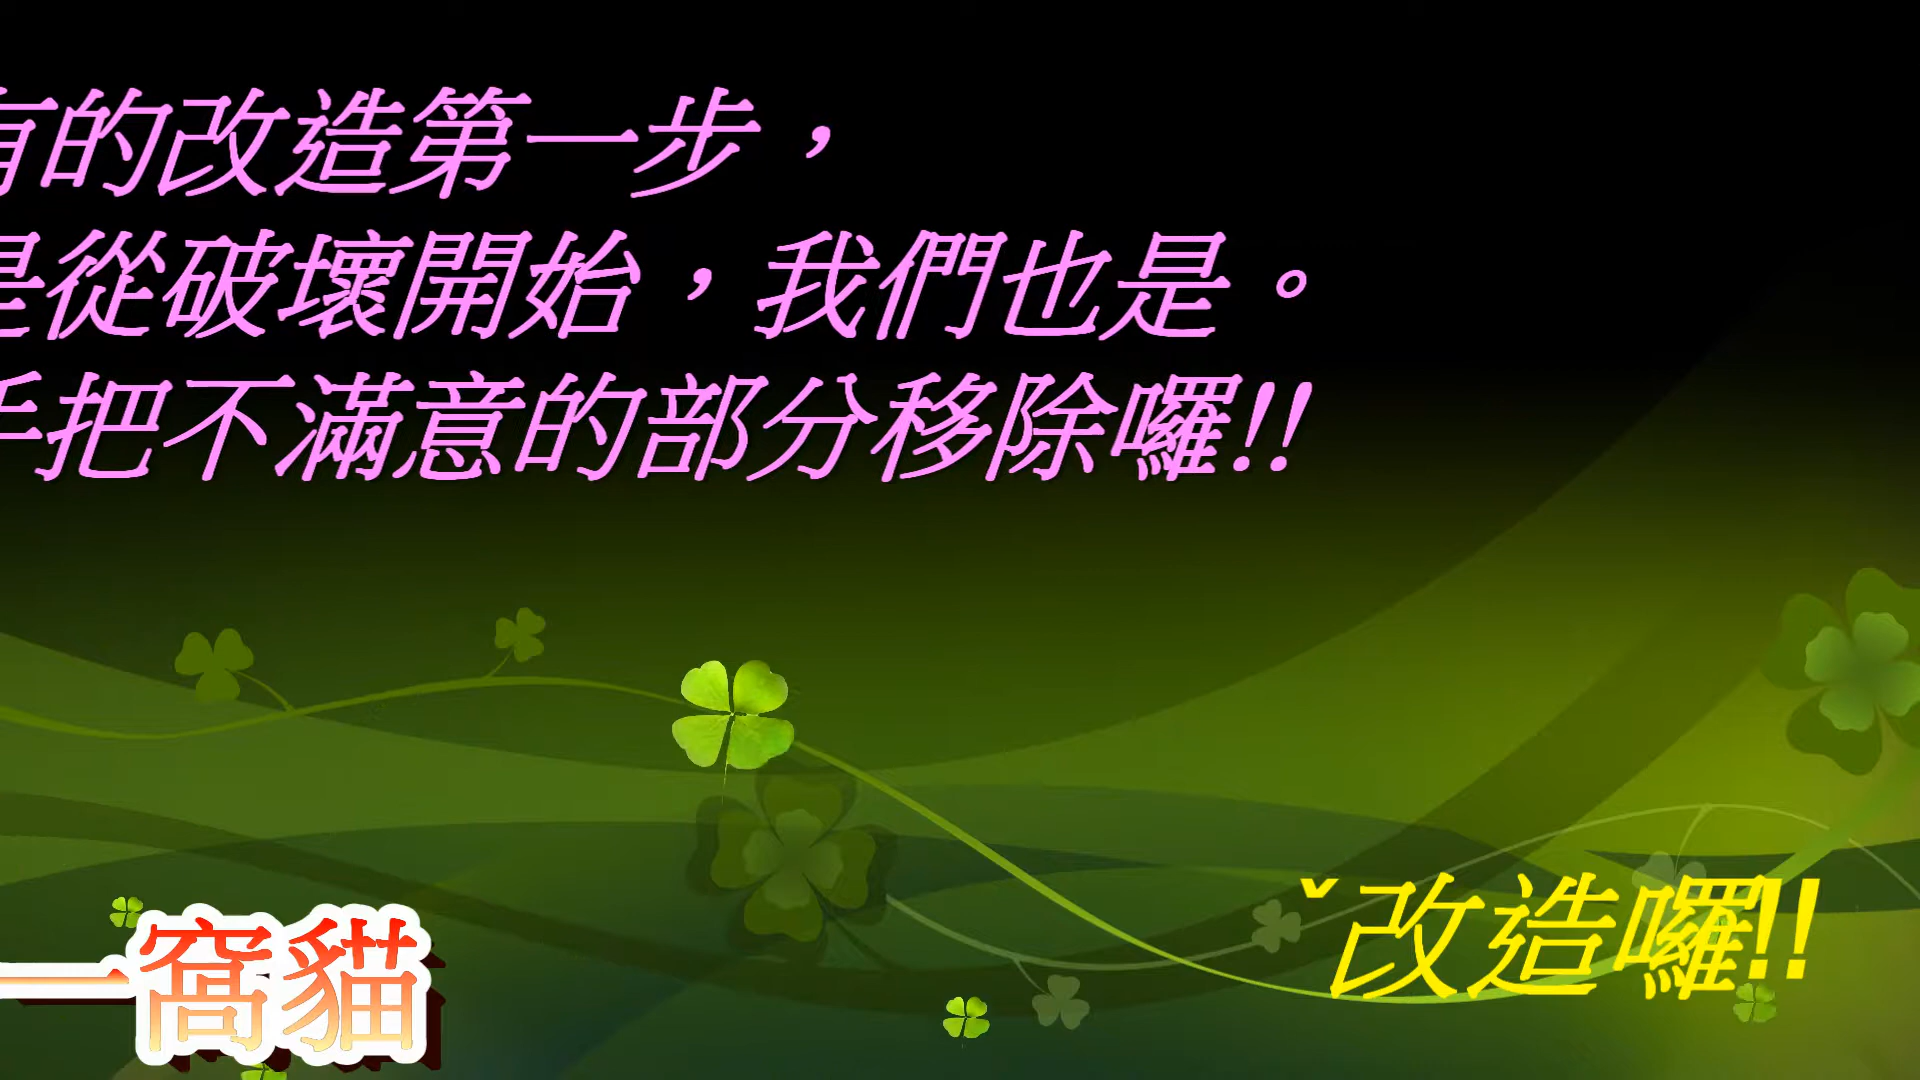 有的改造第一步，
是從破壞開始，我們也是。
手把不滿意的部分移除囉!!
一窩貓
ˇ改造囉!!